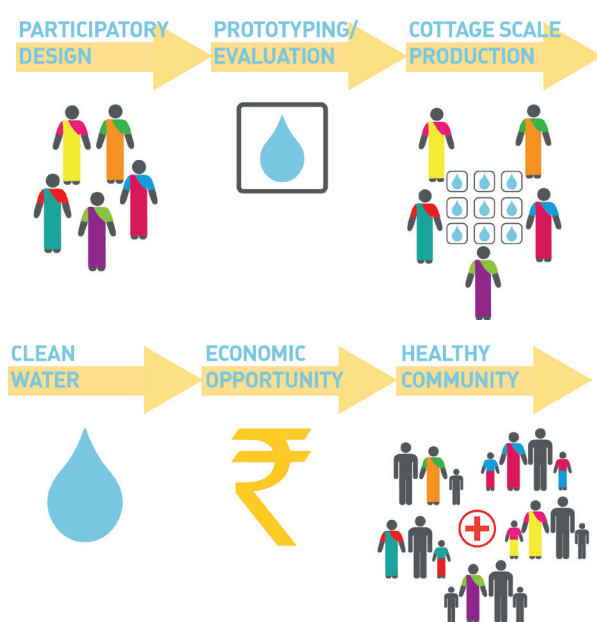 PARTICIPATORY
DESIGN
PROTOTYPING/
EVALUATION
COTTAGE SCALE
PRODUCTION
CLEAN
WATER
ECONOMIC
OPPORTUNITY
₹
HEALTHY
COMMUNITY